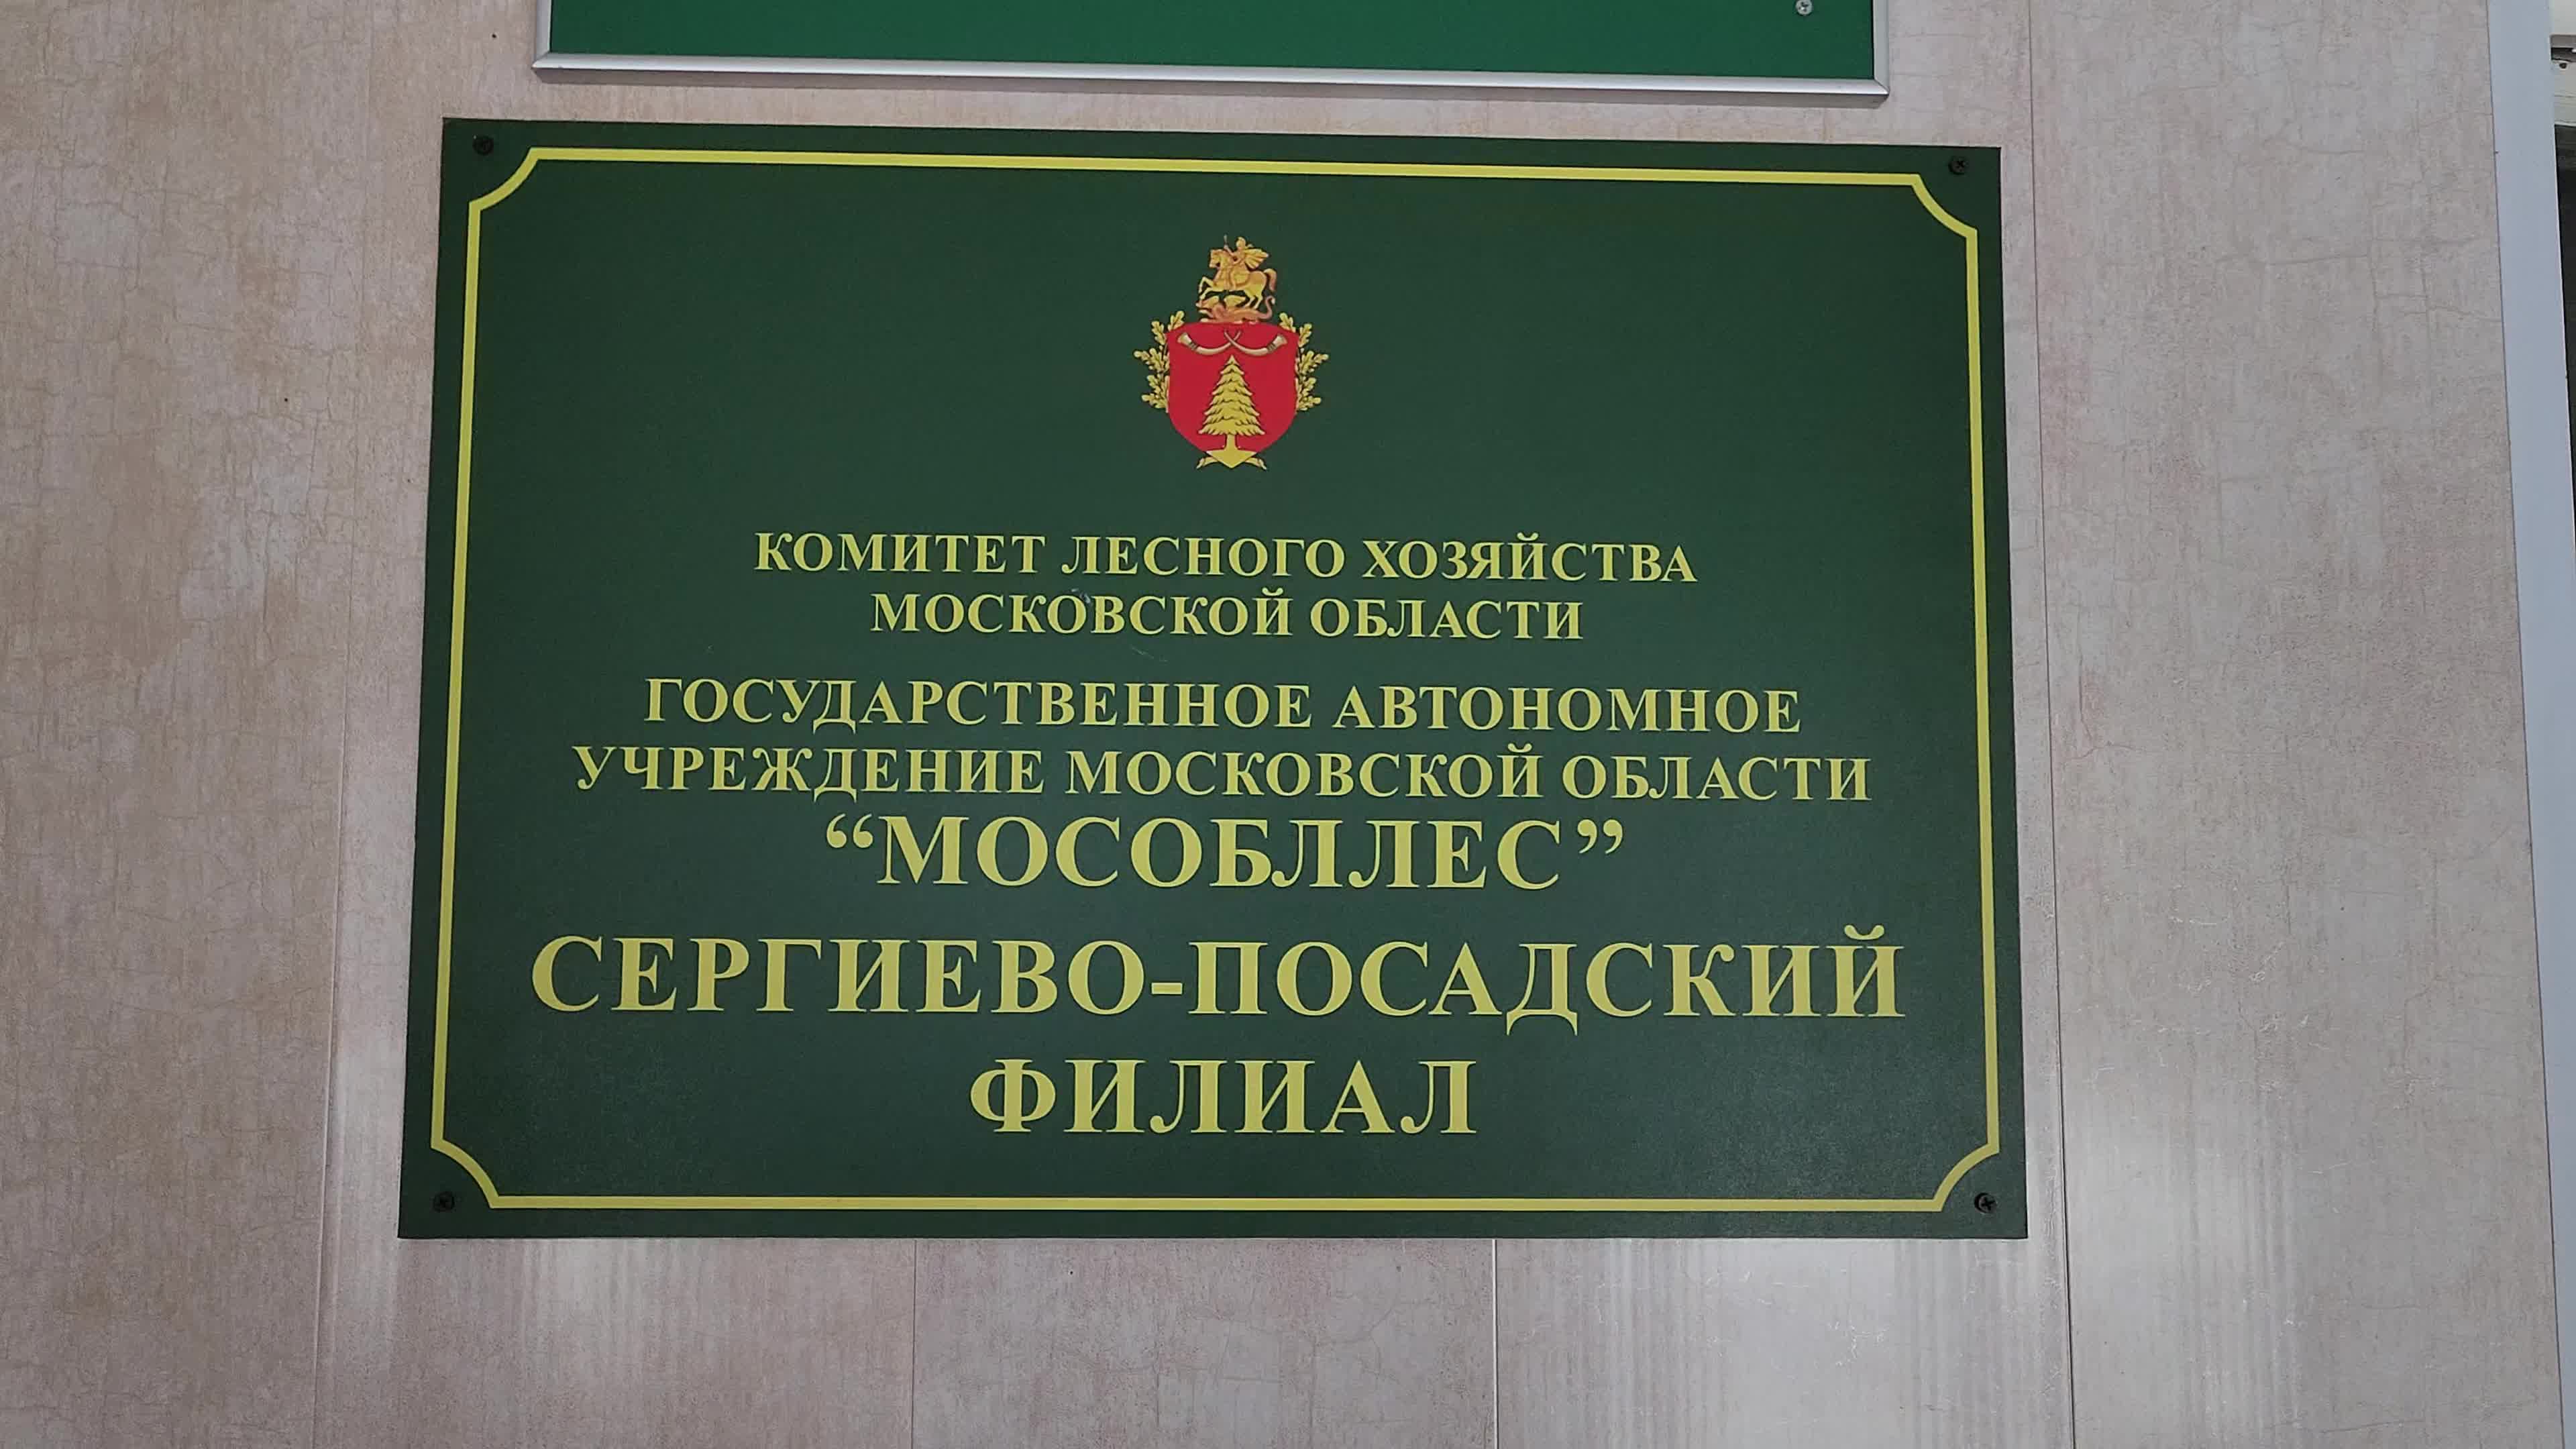 КОМИТЕТ ЛЕСНОГО ХОЗЯЙСТВА
МОСКОВСКОЙ ОБЛАСТИ
ГОСУДАРСТВЕННОЕ АВТОНОМНОЕ
УЧРЕЖДЕНИЕ МОСКОВСКОЙ ОБЛАСТИ
“МОСОБЛЛЕС”
СЕРГИЕВО-ПОСАДСКИЙ
ФИЛИАЛ